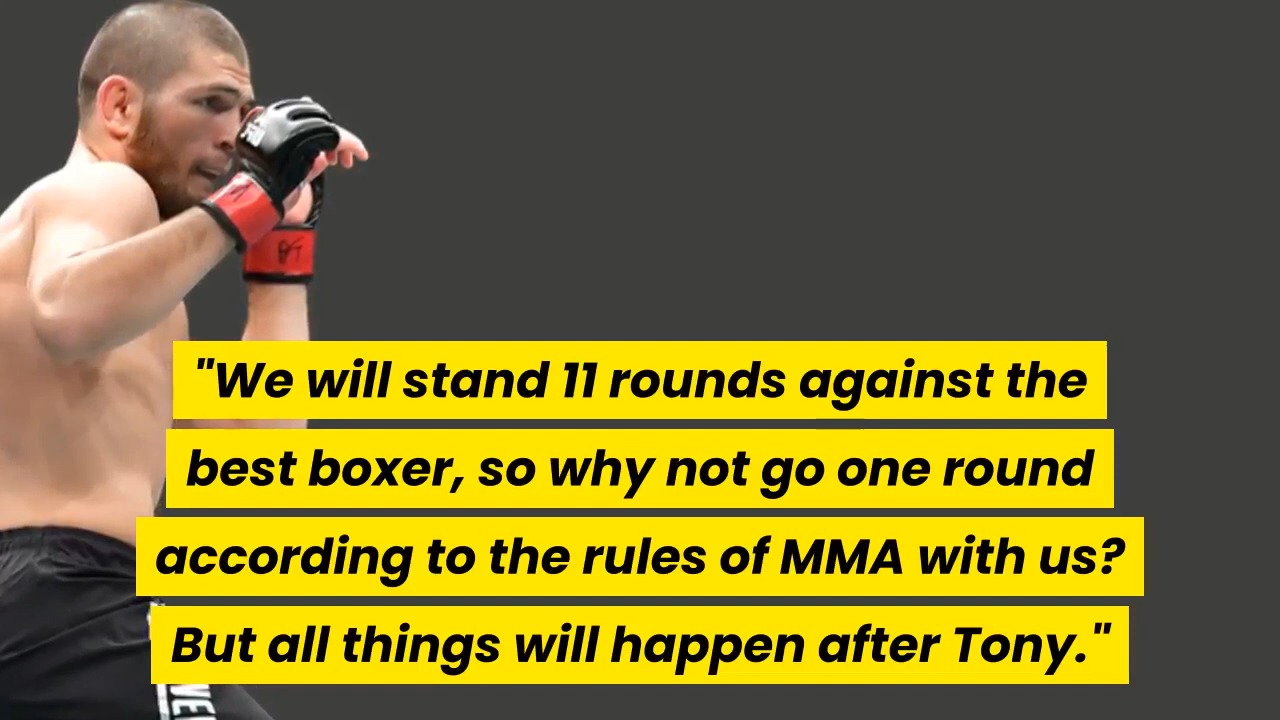 "We will stand 11 rounds against the
best boxer, so why not go one round
according to the rules of MMA with us?
But all things will happen after Tony."